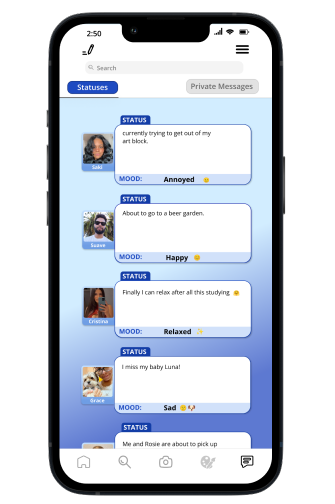 2:50
Search
Statuses
Private Messages
STATUS
currently trying to get out of my
art block.
Saki
MOOD: Annoyed 😠
STATUS
About to go to a beer garden.
Suave
MOOD: Happy 😊
STATUS
Finally I can relax after all this studying 🤗
Cristina
MOOD: Relaxed ✨
STATUS
I miss my baby Luna!
Grace
MOOD: Sad 🙁🐶
STATUS
Me and Rosie are about to pick up